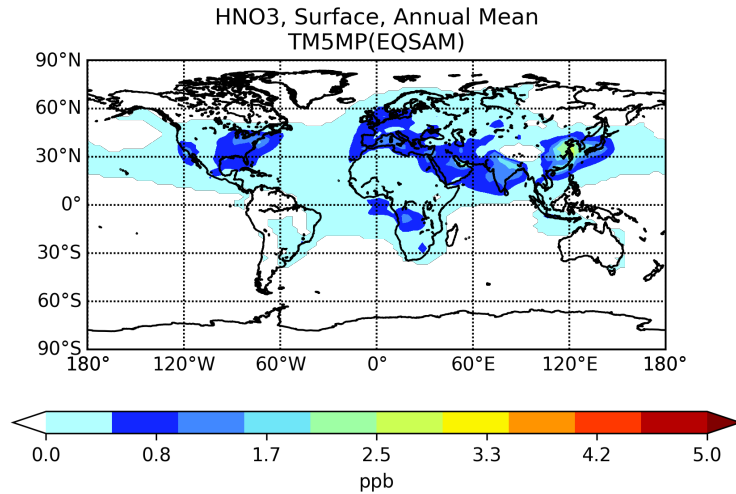 HNO3, Surface, Annual Mean
TM5MP(EQSAM)
90°N
60°N
30°N
0°
30°S
60°S
90°S
180° 120°W 60°W 0° 60°E 120°E 180°
0.0 0.8 1.7 2.5 3.3 4.2 5.0
ppb